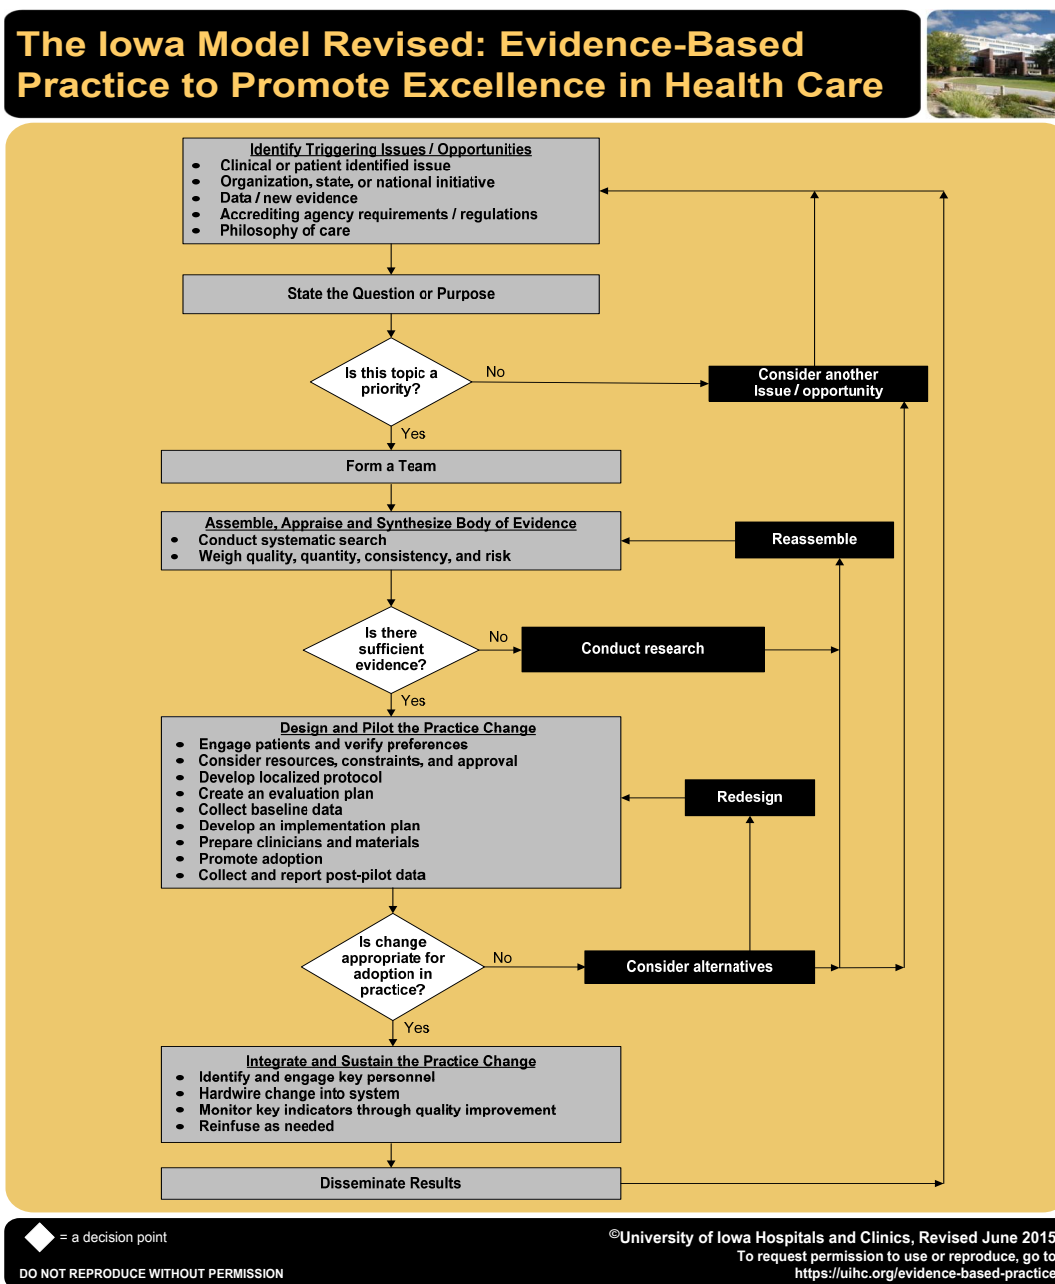 The Iowa Model Revised: Evidence-Based
Practice to Promote Excellence in Health Care
Identify Triggering Issues / Opportunities
• Clinical or patient identified issue
• Organization, state, or national initiative
• Data / new evidence
• Accrediting agency requirements / regulations
• Philosophy of care
State the Question or Purpose
Is this topic a
priority?
No
Consider another
Issue / opportunity
Yes
Form a Team
Assemble, Appraise and Synthesize Body of Evidence
• Conduct systematic search
• Weigh quality, quantity, consistency, and risk
Reassemble
Is there
sufficient
evidence?
No
Conduct research
Yes
Design and Pilot the Practice Change
• Engage patients and verify preferences
• Consider resources, constraints, and approval
• Develop localized protocol
• Create an evaluation plan
• Collect baseline data
• Develop an implementation plan
• Prepare clinicians and materials
• Promote adoption
• Collect and report post-pilot data
Redesign
Is change
appropriate for
adoption in
practice?
No
Consider alternatives
Yes
Integrate and Sustain the Practice Change
• Identify and engage key personnel
• Hardwire change into system
• Monitor key indicators through quality improvement
• Reinfuse as needed
Disseminate Results
= a decision point
DO NOT REPRODUCE WITHOUT PERMISSION
©University of Iowa Hospitals and Clinics, Revised June 2015
To request permission to use or reproduce, go to
https://uihc.org/evidence-based-practice